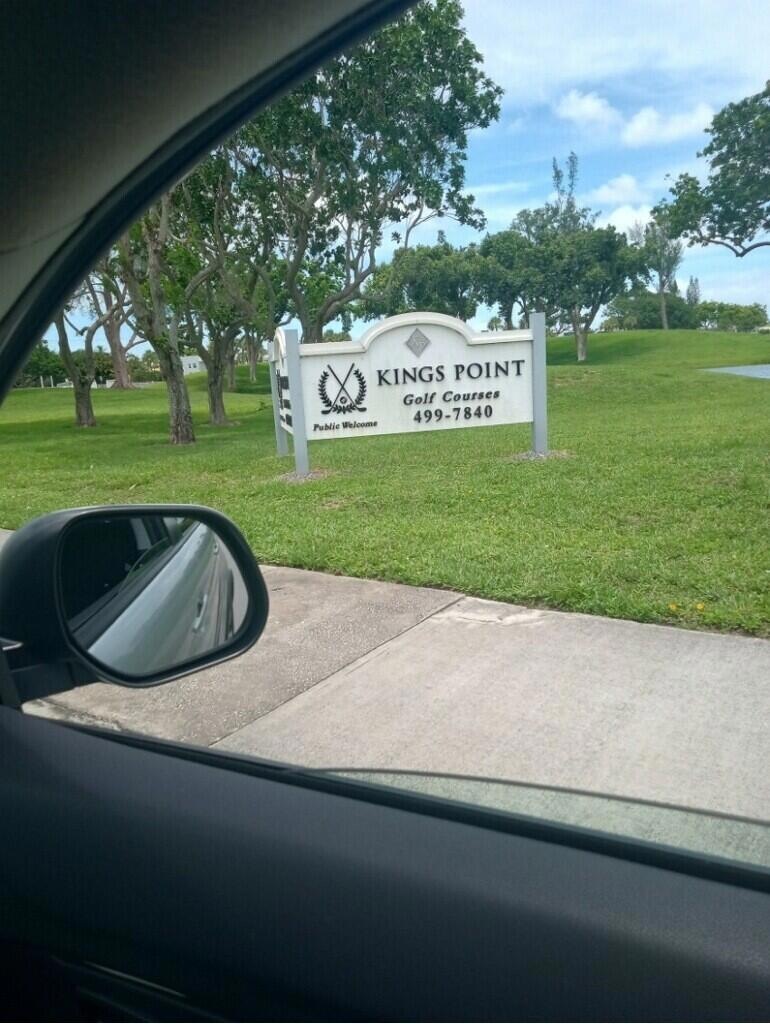 KINGS POINT
Golf Courses
499-7840
Public Welcome